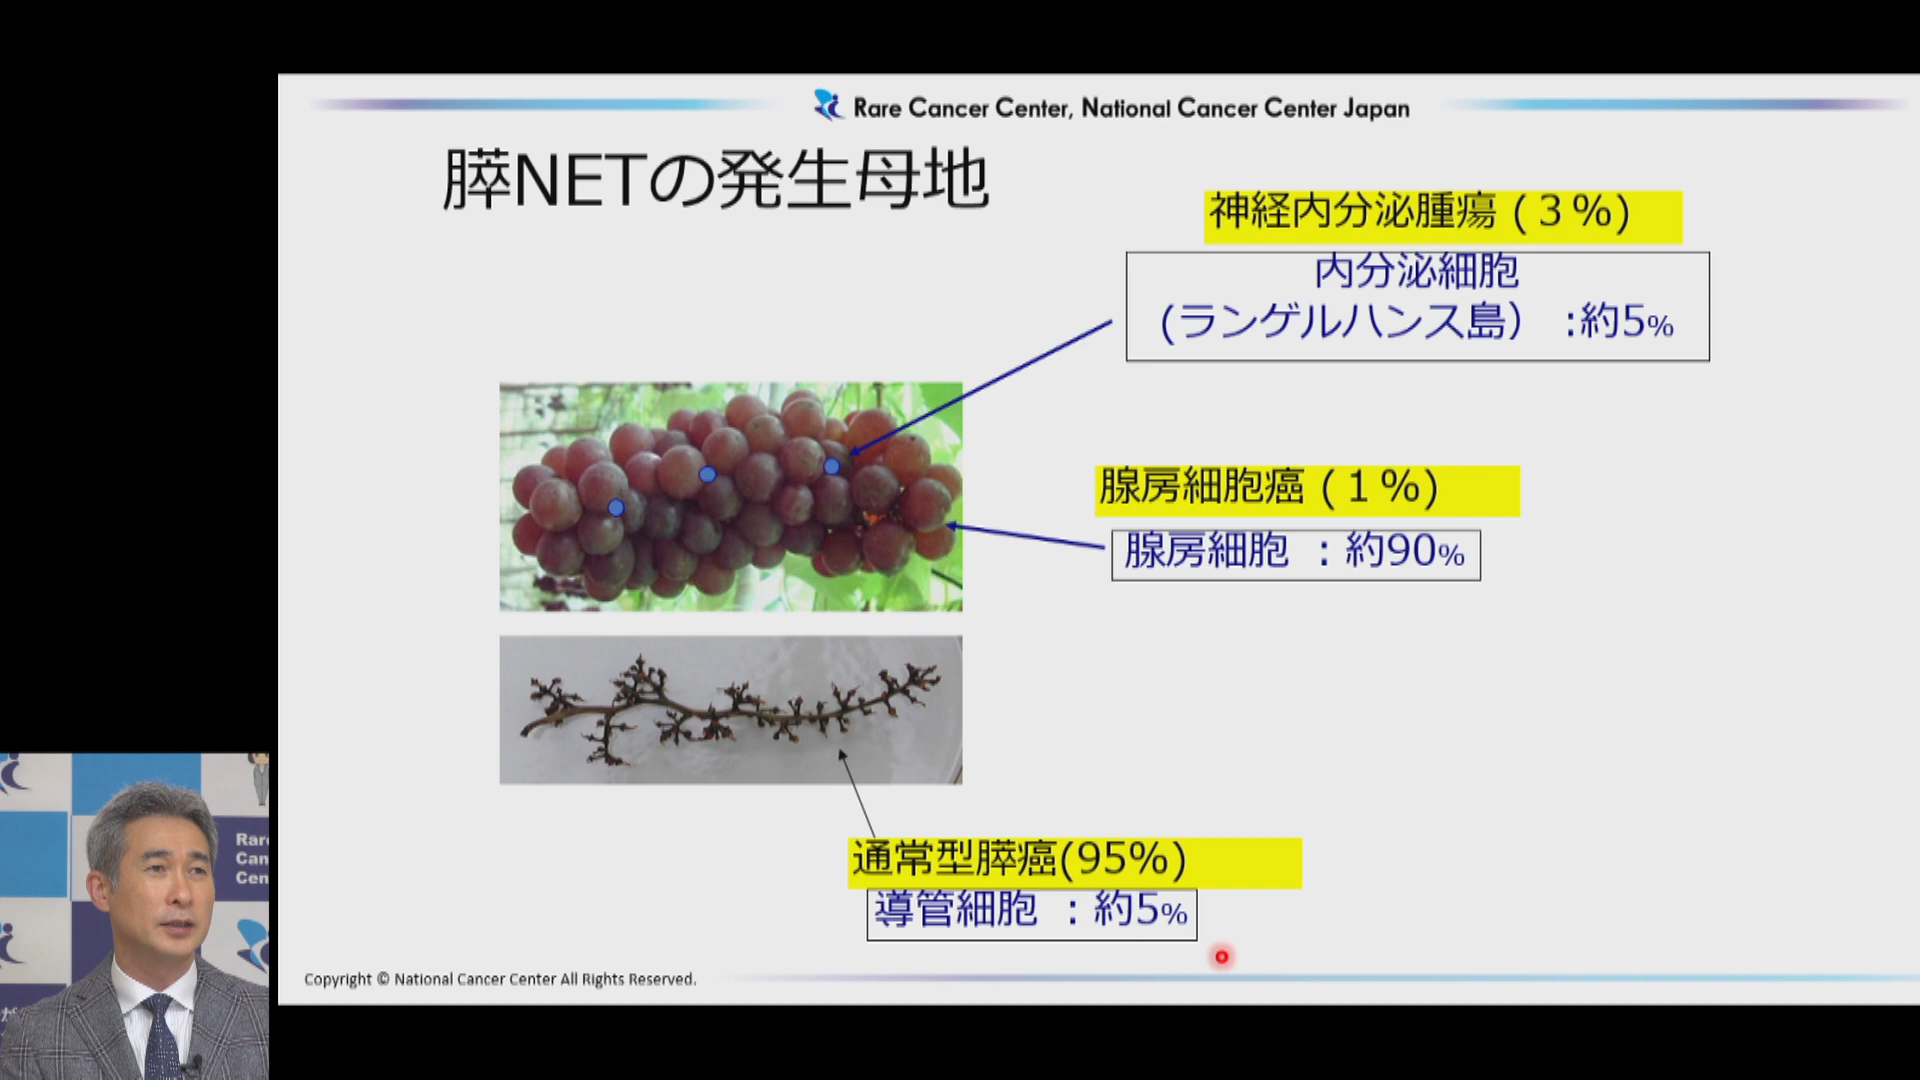 Rare Cancer Center, National Cancer Center Japan
膵NETの発生母地
神経内分泌腫瘍 (３%)
内分泌細胞
(ランゲルハンス島） :約5%
腺房細胞癌 (１%)
腺房細胞 ：約90%
通常型膵癌(95%)
導管細胞 ：約5%
Copyright © National Cancer Center All Rights Reserved.
Rare
Can
Cen